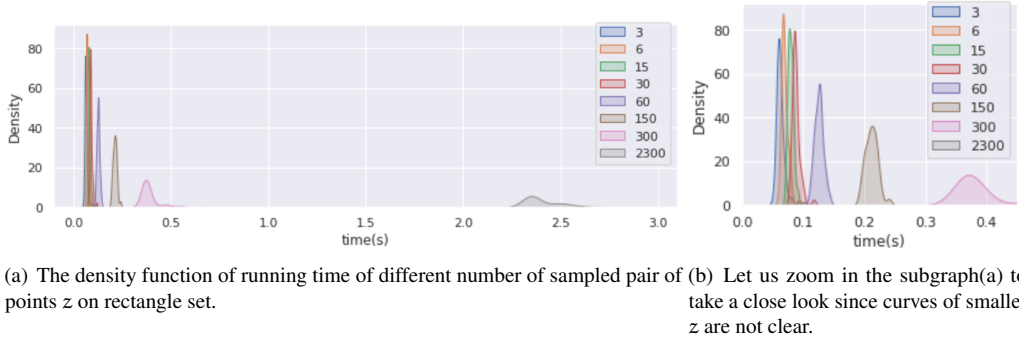 Density
80
60
40
20
0
0.0 0.5 1.0 1.5 2.0 2.5 3.0
time(s)
3
6
15
30
60
150
300
2300
Density
80
60
40
20
0
0.0 0.1 0.2 0.3 0.4
time(s)
3
6
15
30
60
150
300
2300
(a) The density function of running time of different number of sampled pair of
points z on rectangle set.
(b) Let us zoom in the subgraph(a) to
take a close look since curves of smalle
z are not clear.